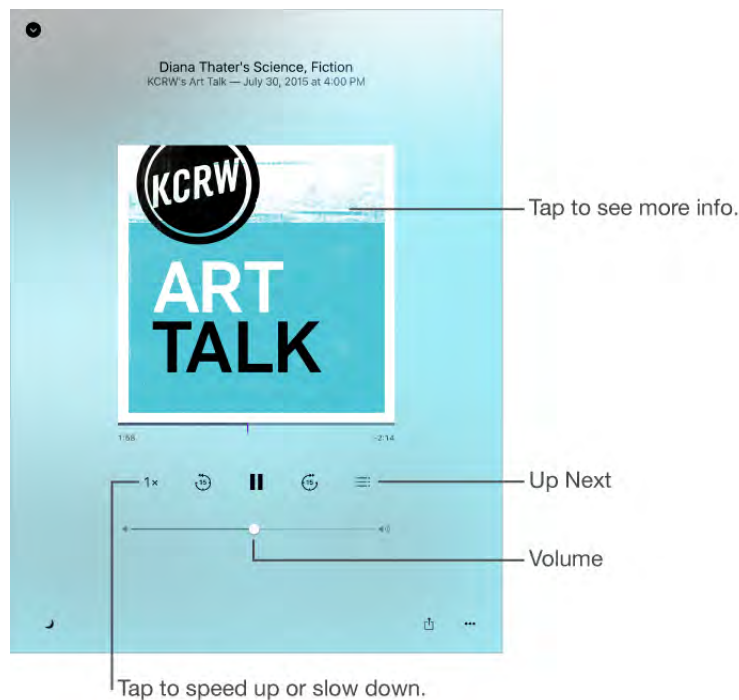 Diana Thater's Science, Fiction
KCRW's Art Talk — July 30, 2015 at 4:00 PM
KCRW
ART
TALK
Tap to see more info.
1:56 -2:14
1× 15 15
Up Next
Volume
Tap to speed up or slow down.